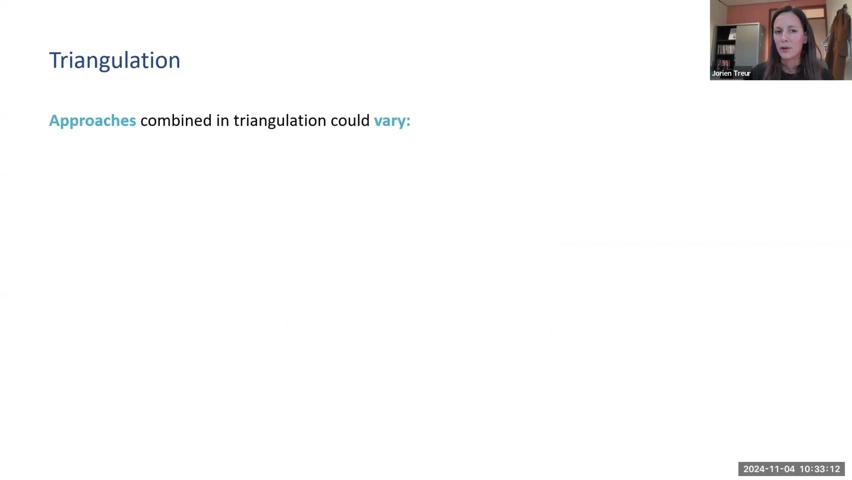 Triangulation
Jorien Treur
Approaches combined in triangulation could vary:
2024-11-04 10:33:12